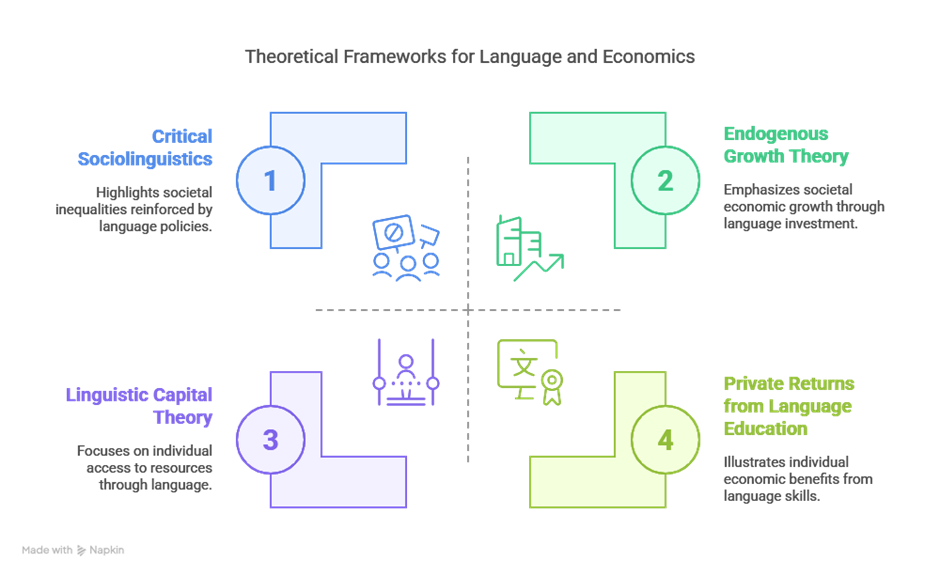 Theoretical Frameworks for Language and Economics
Critical
Sociolinguistics
Highlights societal
inequalities reinforced by
language policies.
1
2
Endogenous
Growth Theory
Emphasizes societal
economic growth through
language investment.
Linguistic Capital
Theory
Focuses on individual
access to resources
through language.
3
文
4
Private Returns
from Language
Education
Illustrates individual
economic benefits from
language skills.
Made with Napkin